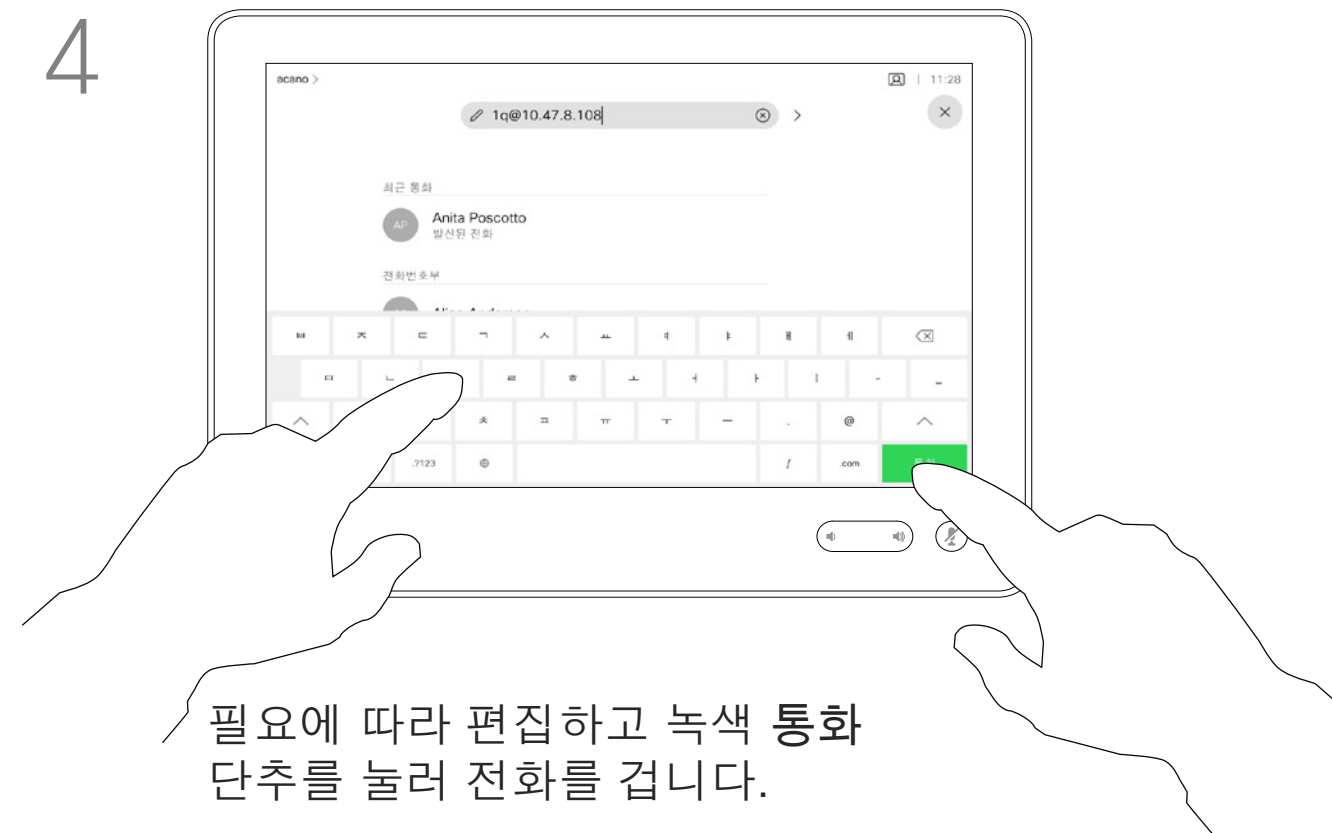 4
acano >
11:28
1q@10.47.8.108
최근 통화
AP
Anita Poscotto
발신된 전화
전화번호부
ㅂ ㅈ ㄷ ㄱ ㅅ ㅛ ㅕ ㅑ ㅐ ㅔ
ㅁ ㄴ ㄹ ㅎ ㅗ ㅓ ㅏ ㅣ - _
ㅊ ㅍ ㅠ ㅜ ㅡ . @
.?123 / .com
필요에 따라 편집하고 녹색 통화
단추를 눌러 전화를 겁니다.